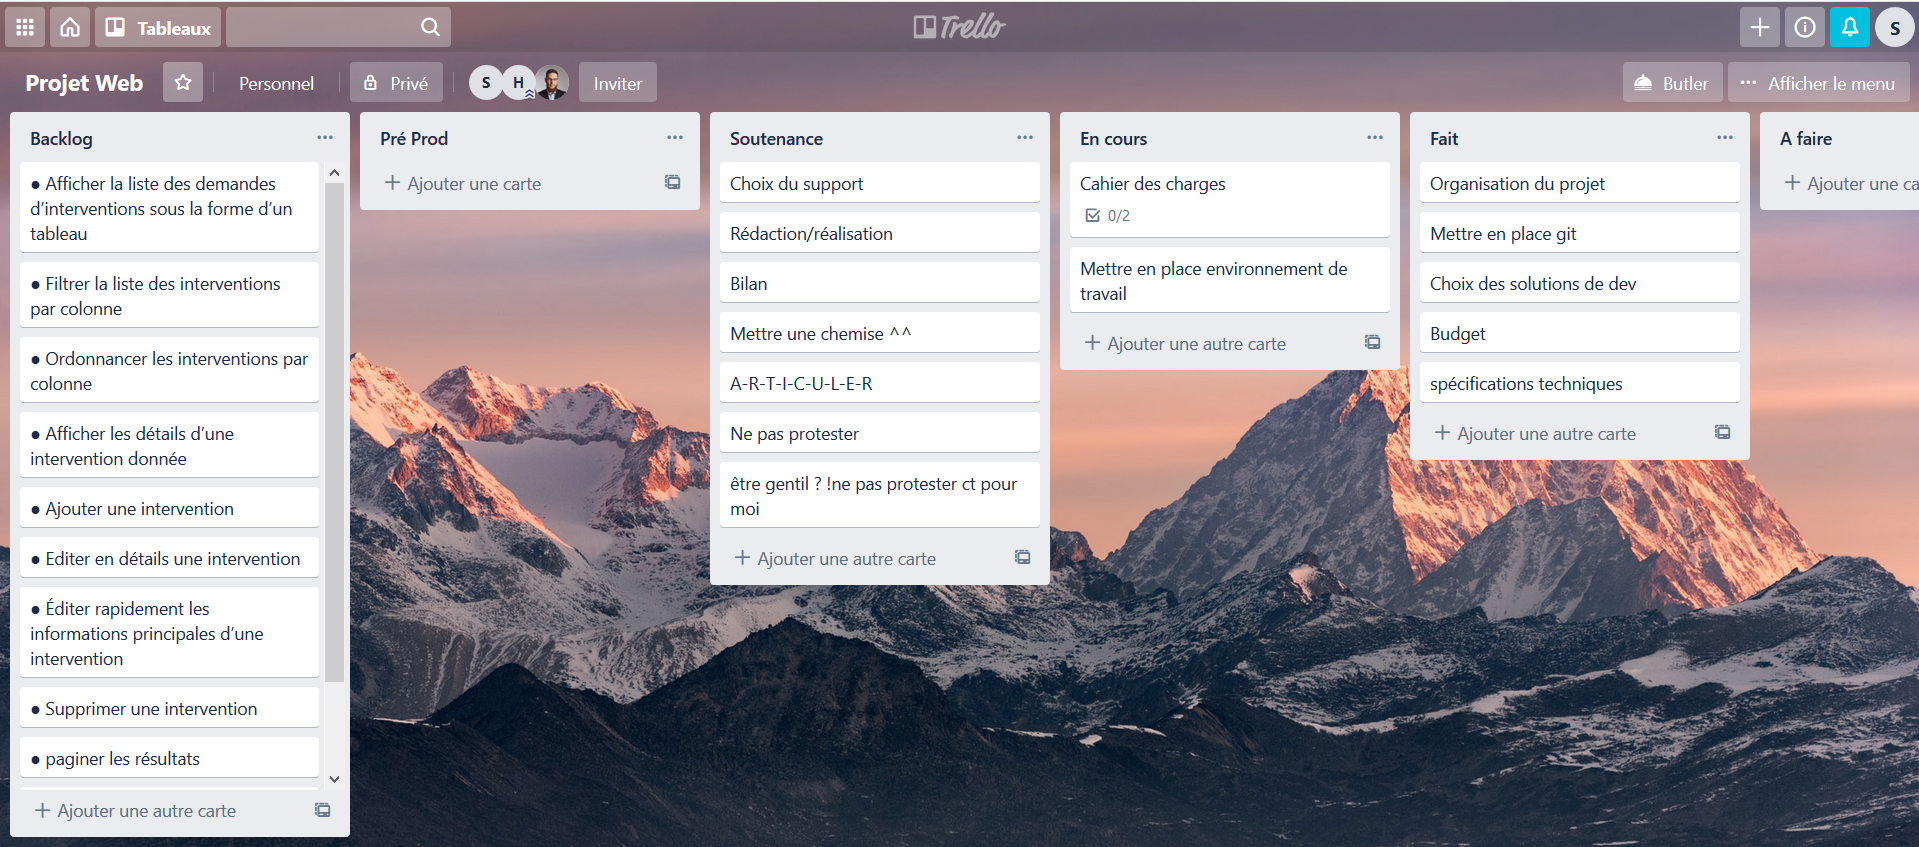 Tableaux
Trello
S
Projet Web
Personnel
Privé
S
H
Inviter
Butler
Afficher le menu
Backlog
● Afficher la liste des demandes
d’interventions sous la forme d’un
tableau
● Filtrer la liste des interventions
par colonne
● Ordonnancer les interventions par
colonne
● Afficher les détails d’une
intervention donnée
● Ajouter une intervention
● Editer en détails une intervention
● Éditer rapidement les
informations principales d’une
intervention
● Supprimer une intervention
● paginer les résultats
+ Ajouter une autre carte
Pré Prod
+ Ajouter une carte
Soutenance
Choix du support
Rédaction/réalisation
Bilan
Mettre une chemise ^^
A-R-T-I-C-U-L-E-R
Ne pas protester
être gentil ? !ne pas protester ct pour
moi
+ Ajouter une autre carte
En cours
Cahier des charges
0/2
Mettre en place environnement de
travail
+ Ajouter une autre carte
Fait
Organisation du projet
Mettre en place git
Choix des solutions de dev
Budget
spécifications techniques
+ Ajouter une autre carte
A faire
+ Ajouter une ca